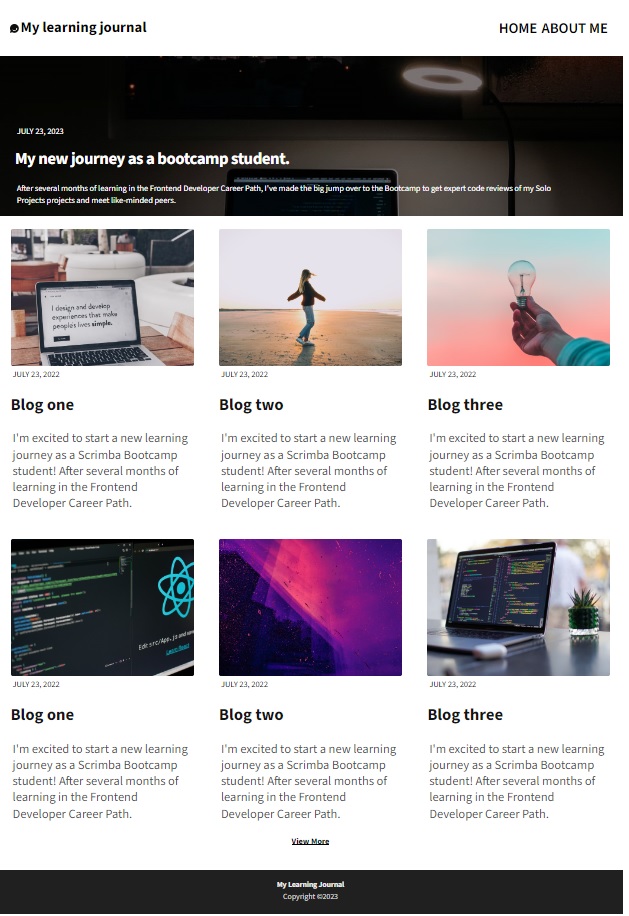 My learning journal
HOME ABOUT ME
JULY 23, 2023
My new journey as a bootcamp student.
After several months of learning in the Frontend Developer Career Path, I've made the big jump over to the Bootcamp to get expert code reviews of my Solo
Projects projects and meet like-minded peers.
I design and develop
experiences that make
people's lives simple.
JULY 23, 2022
JULY 23, 2022
JULY 23, 2022
Blog one
Blog two
Blog three
I'm excited to start a new learning
journey as a Scrimba Bootcamp
student! After several months of
learning in the Frontend
Developer Career Path.
I'm excited to start a new learning
journey as a Scrimba Bootcamp
student! After several months of
learning in the Frontend
Developer Career Path.
I'm excited to start a new learning
journey as a Scrimba Bootcamp
student! After several months of
learning in the Frontend
Developer Career Path.
Edit src/App.js and save
Learn React
JULY 23, 2022
JULY 23, 2022
JULY 23, 2022
Blog one
Blog two
Blog three
I'm excited to start a new learning
journey as a Scrimba Bootcamp
student! After several months of
learning in the Frontend
Developer Career Path.
I'm excited to start a new learning
journey as a Scrimba Bootcamp
student! After several months of
learning in the Frontend
Developer Career Path.
I'm excited to start a new learning
journey as a Scrimba Bootcamp
student! After several months of
learning in the Frontend
Developer Career Path.
View More
My Learning Journal
Copyright ©2023